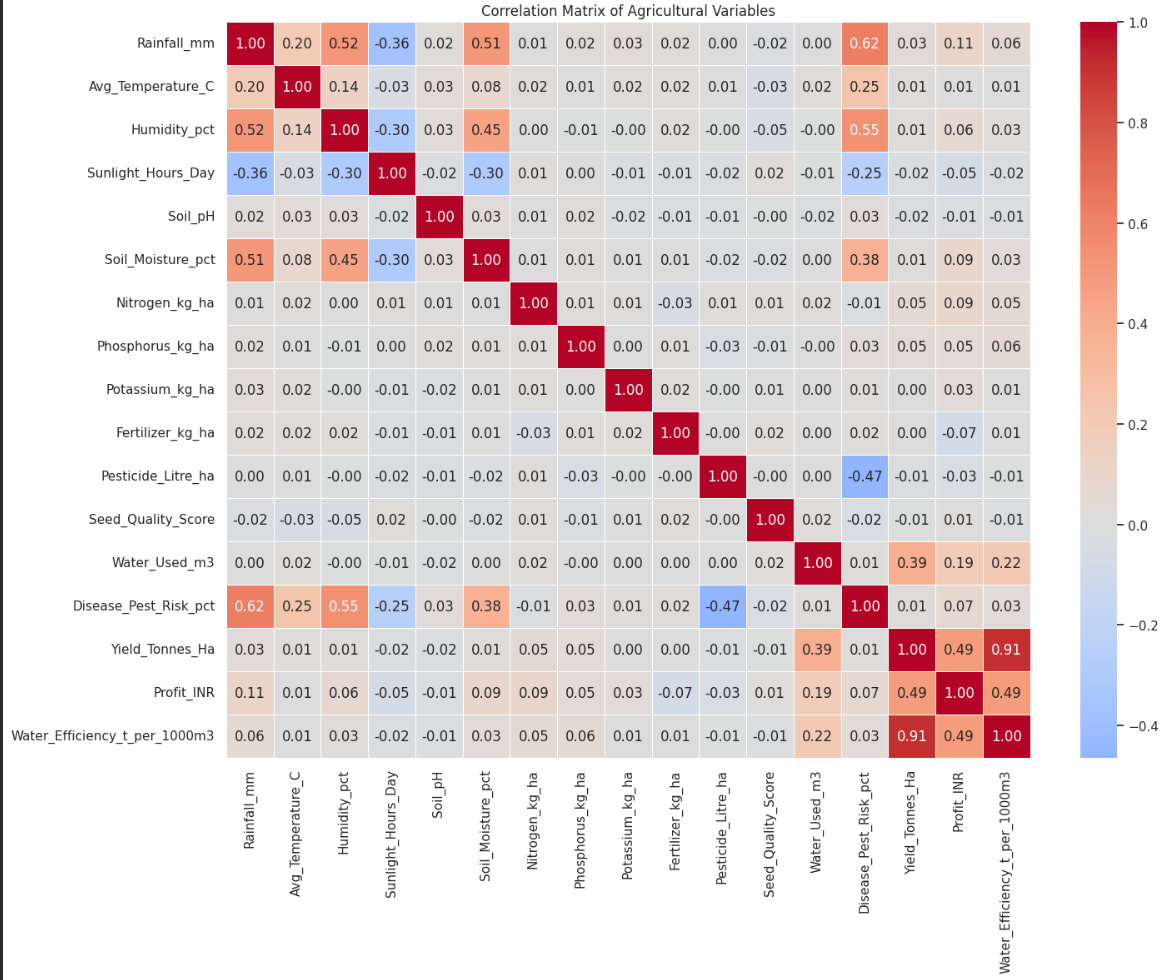 Correlation Matrix of Agricultural Variables
Rainfall_mm 1.00 0.20 0.52 -0.36 0.02 0.51 0.01 0.02 0.03 0.02 0.00 -0.02 0.00 0.62 0.03 0.11 0.06
Avg_Temperature_C 0.20 1.00 0.14 -0.03 0.03 0.08 0.02 0.01 0.02 0.02 0.01 -0.03 0.02 0.25 0.01 0.01 0.01
Humidity_pct 0.52 0.14 1.00 -0.30 0.03 0.45 0.00 -0.01 -0.00 0.02 -0.00 -0.05 -0.00 0.55 0.01 0.06 0.03
Sunlight_Hours_Day -0.36 -0.03 -0.30 1.00 -0.02 -0.30 0.01 0.00 -0.01 -0.01 -0.02 0.02 -0.01 -0.25 -0.02 -0.05 -0.02
Soil_pH 0.02 0.03 0.03 -0.02 1.00 0.03 0.01 0.02 -0.02 -0.01 -0.01 -0.00 -0.02 0.03 -0.02 -0.01 -0.01
Soil_Moisture_pct 0.51 0.08 0.45 -0.30 0.03 1.00 0.01 0.01 0.01 0.01 -0.02 -0.02 0.00 0.38 0.01 0.09 0.03
Nitrogen_kg_ha 0.01 0.02 0.00 0.01 0.01 0.01 1.00 0.01 0.01 -0.03 0.01 0.01 0.02 -0.01 0.05 0.09 0.05
Phosphorus_kg_ha 0.02 0.01 -0.01 0.00 0.02 0.01 0.01 1.00 0.00 0.01 -0.03 -0.01 -0.00 0.03 0.05 0.05 0.06
Potassium_kg_ha 0.03 0.02 -0.00 -0.01 -0.02 0.01 0.01 0.00 1.00 0.02 -0.00 0.01 0.00 0.01 0.00 0.03 0.01
Fertilizer_kg_ha 0.02 0.02 0.02 -0.01 -0.01 0.01 -0.03 0.01 0.02 1.00 -0.00 0.02 0.00 0.02 0.00 -0.07 0.01
Pesticide_Litre_ha 0.00 0.01 -0.00 -0.02 -0.01 -0.02 0.01 -0.03 -0.00 -0.00 1.00 -0.00 0.00 -0.47 -0.01 -0.03 -0.01
Seed_Quality_Score -0.02 -0.03 -0.05 0.02 -0.00 -0.02 0.01 -0.01 0.01 0.02 -0.00 1.00 0.02 -0.02 -0.01 0.01 -0.01
Water_Used_m3 0.00 0.02 -0.00 -0.01 -0.02 0.00 0.02 -0.00 0.00 0.00 0.00 0.02 1.00 0.01 0.39 0.19 0.22
Disease_Pest_Risk_pct 0.62 0.25 0.55 -0.25 0.03 0.38 -0.01 0.03 0.01 0.02 -0.47 -0.02 0.01 1.00 0.01 0.07 0.03
Yield_Tonnes_Ha 0.03 0.01 0.01 -0.02 -0.02 0.01 0.05 0.05 0.00 0.00 -0.01 -0.01 0.39 0.01 1.00 0.49 0.91
Profit_INR 0.11 0.01 0.06 -0.05 -0.01 0.09 0.09 0.05 0.03 -0.07 -0.03 0.01 0.19 0.07 0.49 1.00 0.49
Water_Efficiency_t_per_1000m3 0.06 0.01 0.03 -0.02 -0.01 0.03 0.05 0.06 0.01 0.01 -0.01 -0.01 0.22 0.03 0.91 0.49 1.00
Rainfall_mm
Avg_Temperature_C
Humidity_pct
Sunlight_Hours_Day
Soil_pH
Soil_Moisture_pct
Nitrogen_kg_ha
Phosphorus_kg_ha
Potassium_kg_ha
Fertilizer_kg_ha
Pesticide_Litre_ha
Seed_Quality_Score
Water_Used_m3
Disease_Pest_Risk_pct
Yield_Tonnes_Ha
Profit_INR
Water_Efficiency_t_per_1000m3
1.0
0.8
0.6
0.4
0.2
0.0
−0.2
−0.4